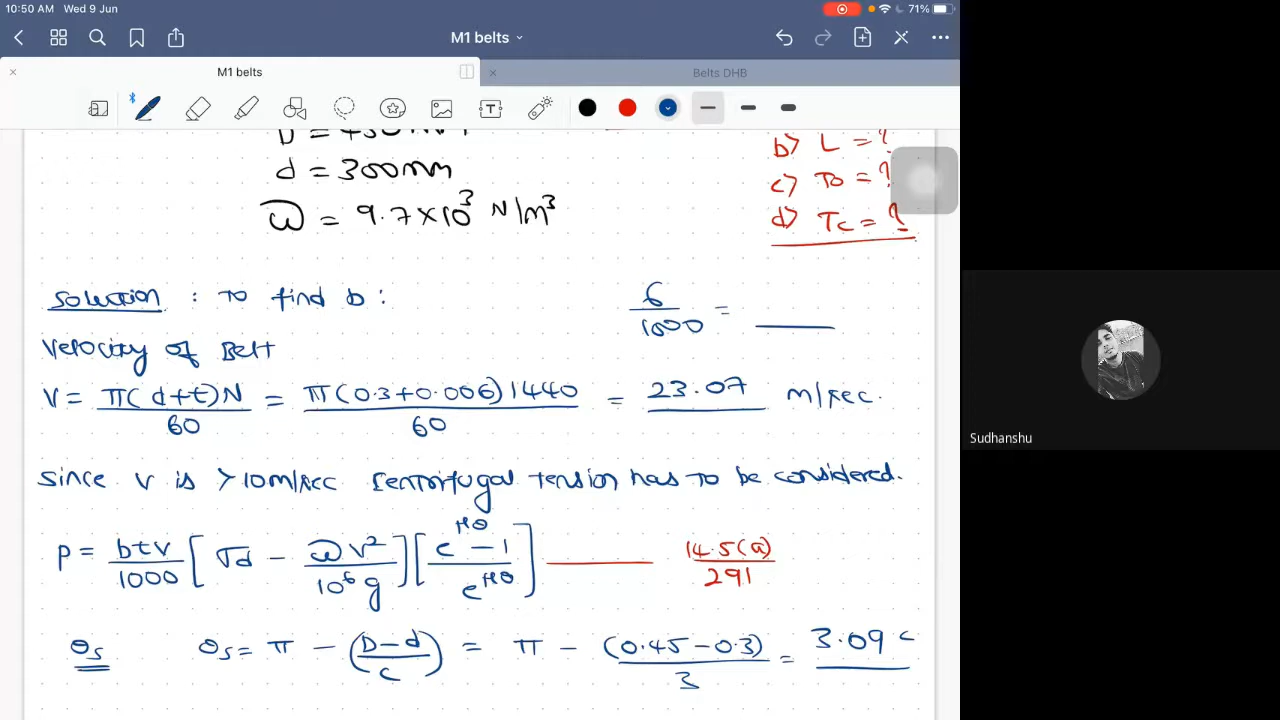 10:50 AM Wed 9 Jun 71%
M1 belts
M1 belts Belts DHB
D = 450mm
d = 300mm
ω = 9.7×10³ N/m³
b) L = ?
c) To = ?
d) Tc = ?
Solution : To find b :
6/1000 =
Velocity of Belt
V = π(d+t)N/60 = π(0.3+0.006)1440/60 = 23.07 m/sec.
since v is >10m/sec centrifugal tension has to be considered.
P = btv/1000 [σd − ωv²/10⁶g] [e^μθ − 1/e^μθ] 14.5(a)/291
θs θs = π − (D−d/C) = π − (0.45−0.3)/3 = 3.09 c
Sudhanshu